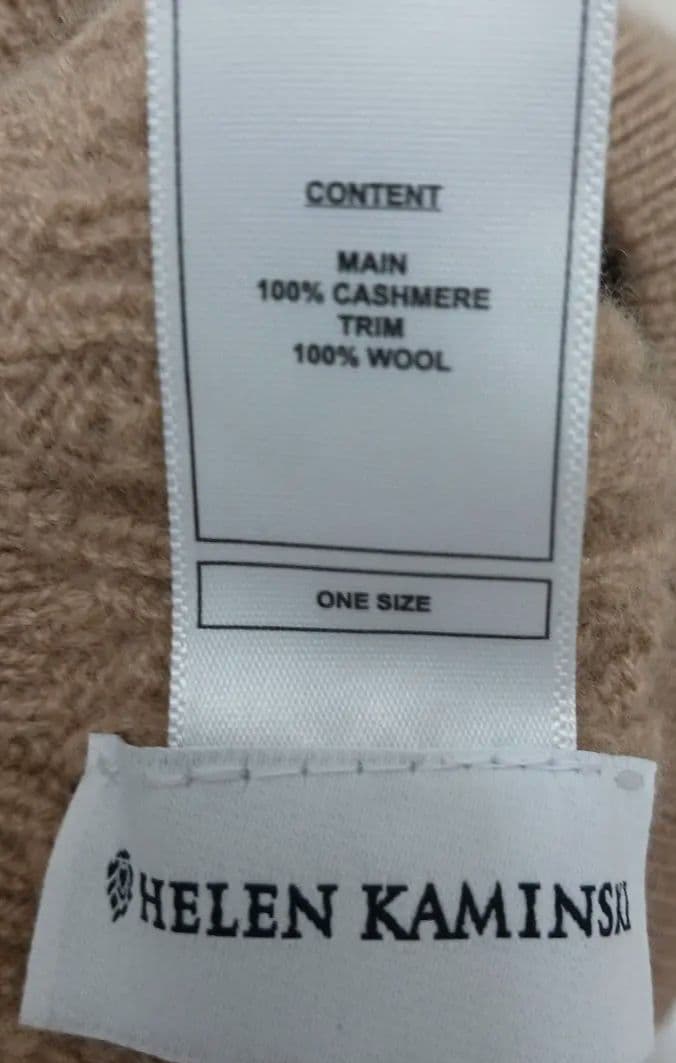 CONTENT
MAIN
100% CASHMERE
TRIM
100% WOOL
ONE SIZE
HELEN KAMINSKI